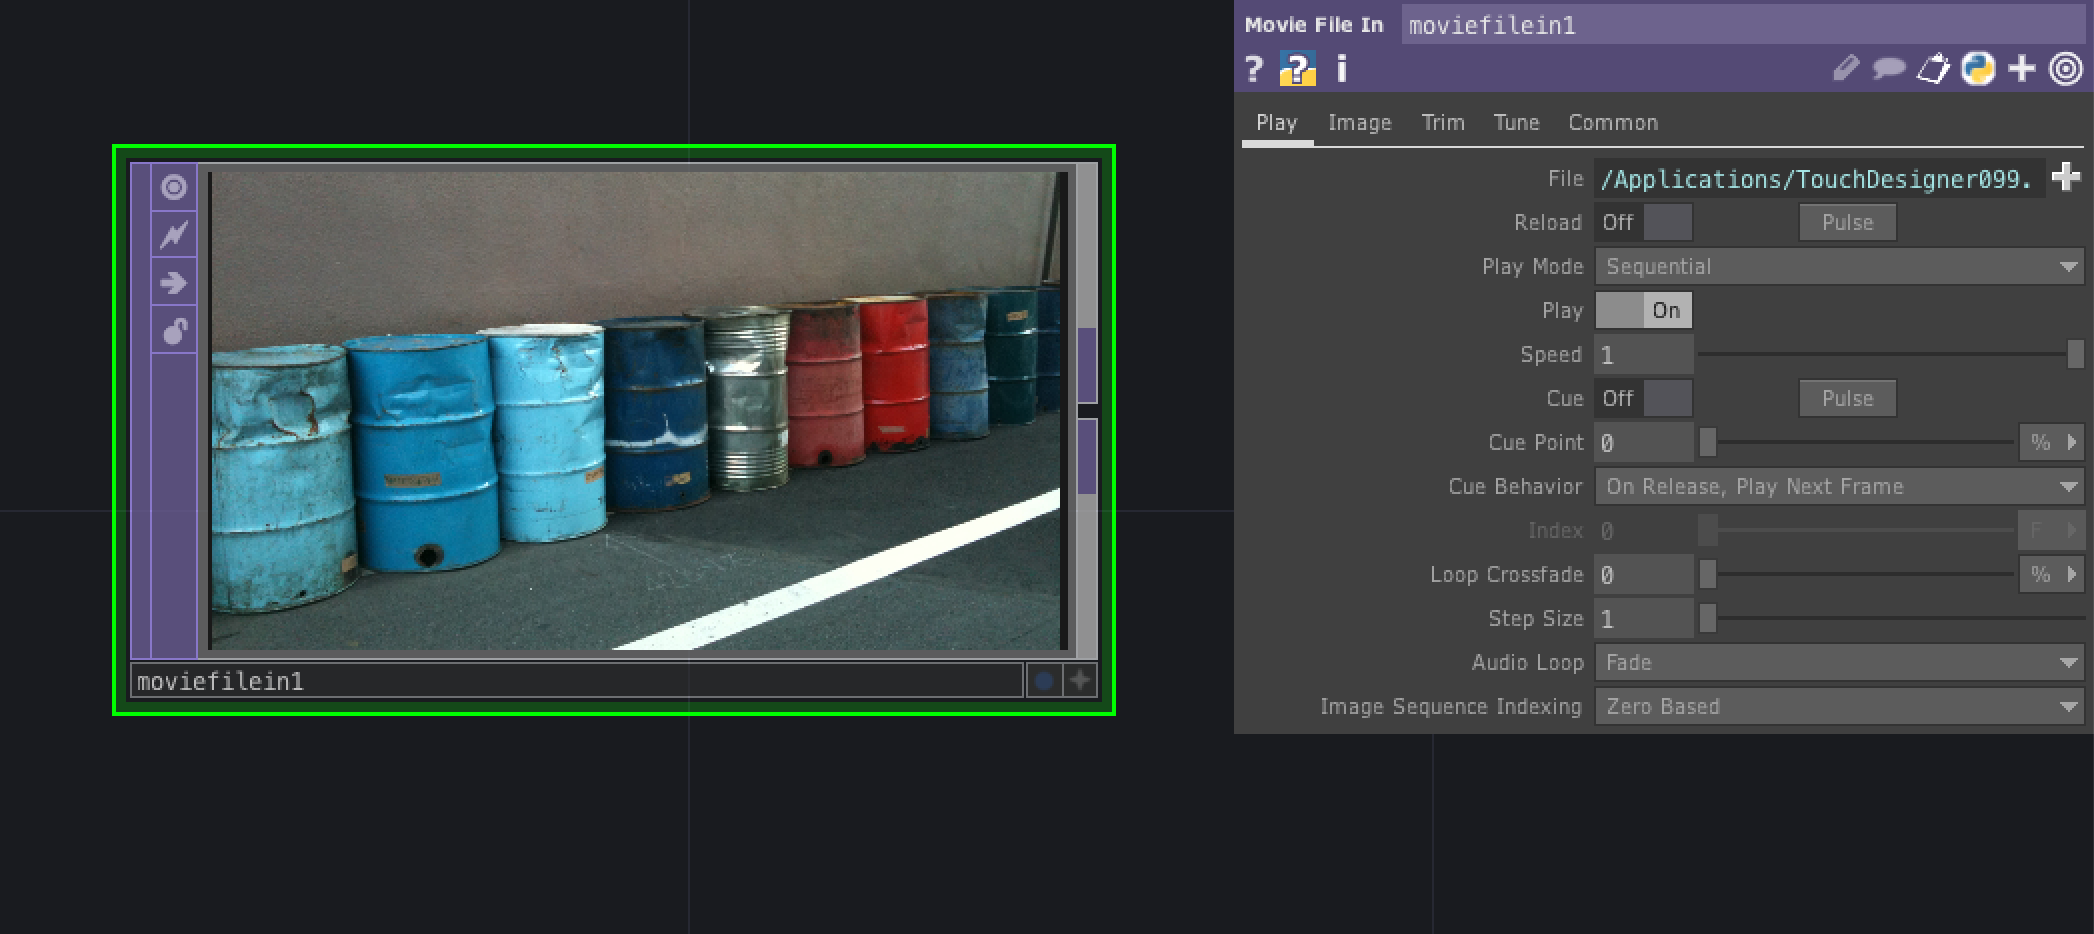 Movie File In moviefilein1
? ? i
Play Image Trim Tune Common
File /Applications/TouchDesigner099.
Reload Off Pulse
Play Mode Sequential
Play On
Speed 1
Cue Off Pulse
Cue Point 0 %
Cue Behavior On Release, Play Next Frame
Index 0 F
Loop Crossfade 0 %
Step Size 1
Audio Loop Fade
Image Sequence Indexing Zero Based
moviefilein1